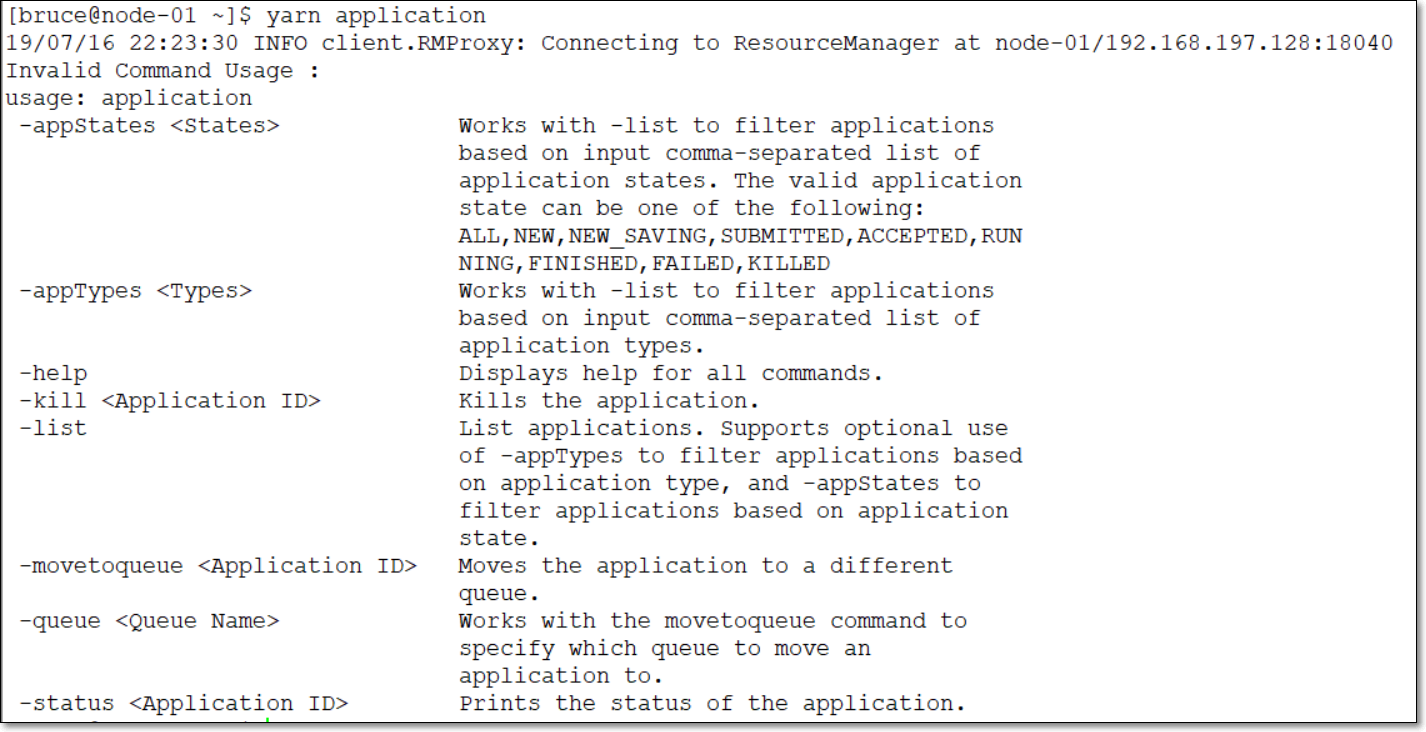 [bruce@node-01 ~]$ yarn application
19/07/16 22:23:30 INFO client.RMProxy: Connecting to ResourceManager at node-01/192.168.197.128:18040
Invalid Command Usage :
usage: application
 -appStates <States>             Works with -list to filter applications
                                 based on input comma-separated list of
                                 application states. The valid application
                                 state can be one of the following:
                                 ALL,NEW,NEW_SAVING,SUBMITTED,ACCEPTED,RUN
                                 NING,FINISHED,FAILED,KILLED
 -appTypes <Types>               Works with -list to filter applications
                                 based on input comma-separated list of
                                 application types.
 -help                           Displays help for all commands.
 -kill <Application ID>          Kills the application.
 -list                           List applications. Supports optional use
                                 of -appTypes to filter applications based
                                 on application type, and -appStates to
                                 filter applications based on application
                                 state.
 -movetoqueue <Application ID>   Moves the application to a different
                                 queue.
 -queue <Queue Name>             Works with the movetoqueue command to
                                 specify which queue to move an
                                 application to.
 -status <Application ID>        Prints the status of the application.